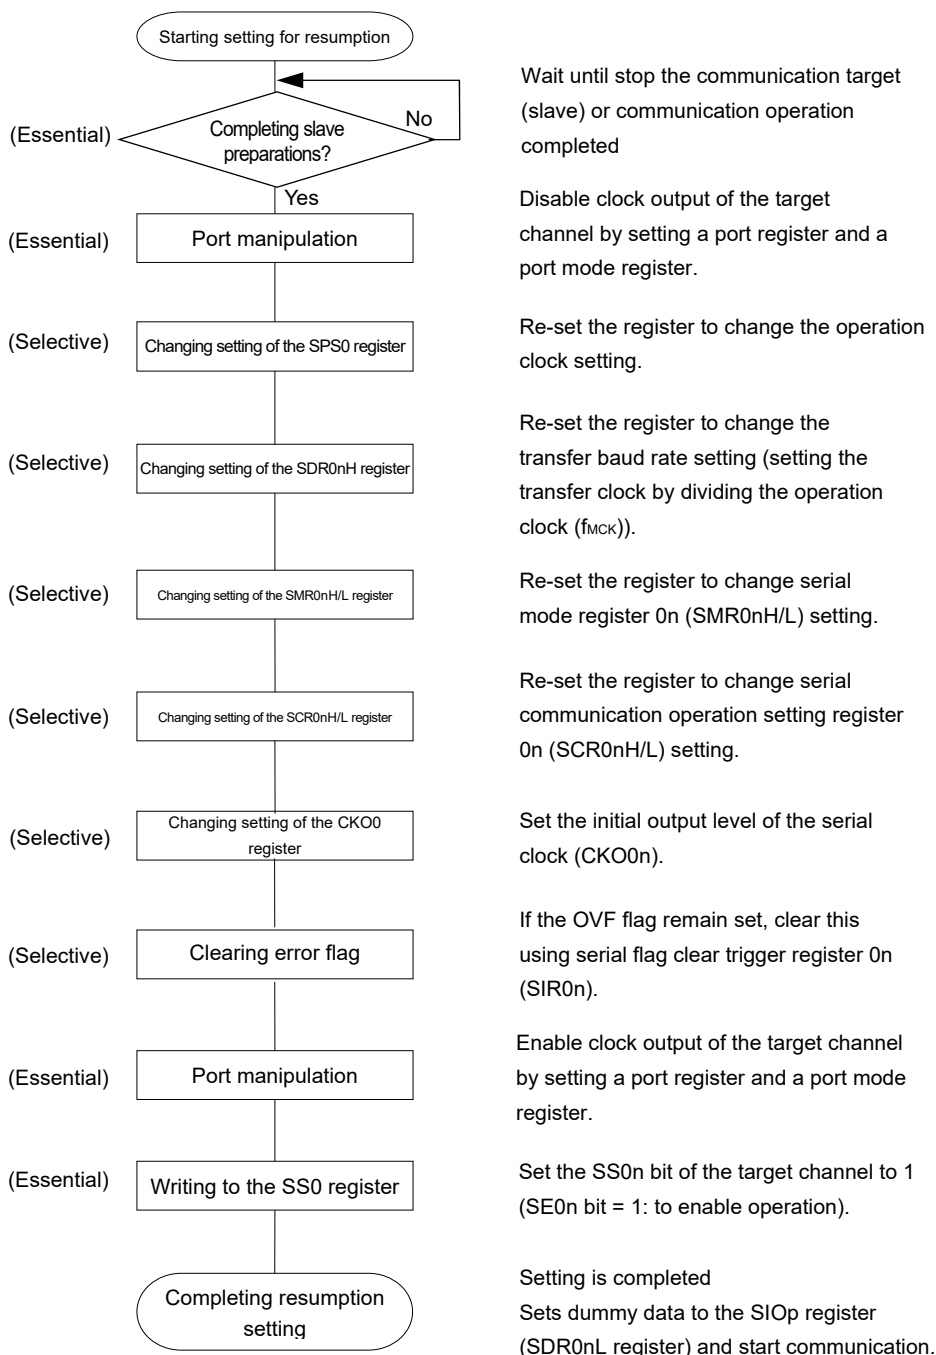 Starting setting for resumption
(Essential)
Completing slave
preparations?
No
Yes
Wait until stop the communication target
(slave) or communication operation
completed
(Essential)
Port manipulation
Disable clock output of the target
channel by setting a port register and a
port mode register.
(Selective)
Changing setting of the SPS0 register
Re-set the register to change the operation
clock setting.
(Selective)
Changing setting of the SDR0nH register
Re-set the register to change the
transfer baud rate setting (setting the
transfer clock by dividing the operation
clock (fMCK)).
(Selective)
Changing setting of the SMR0nH/L register
Re-set the register to change serial
mode register 0n (SMR0nH/L) setting.
(Selective)
Changing setting of the SCR0nH/L register
Re-set the register to change serial
communication operation setting register
0n (SCR0nH/L) setting.
(Selective)
Changing setting of the CKO0
register
Set the initial output level of the serial
clock (CKO0n).
(Selective)
Clearing error flag
If the OVF flag remain set, clear this
using serial flag clear trigger register 0n
(SIR0n).
(Essential)
Port manipulation
Enable clock output of the target channel
by setting a port register and a port mode
register.
(Essential)
Writing to the SS0 register
Set the SS0n bit of the target channel to 1
(SE0n bit = 1: to enable operation).
Completing resumption
setting
Setting is completed
Sets dummy data to the SIOp register
(SDR0nL register) and start communication.